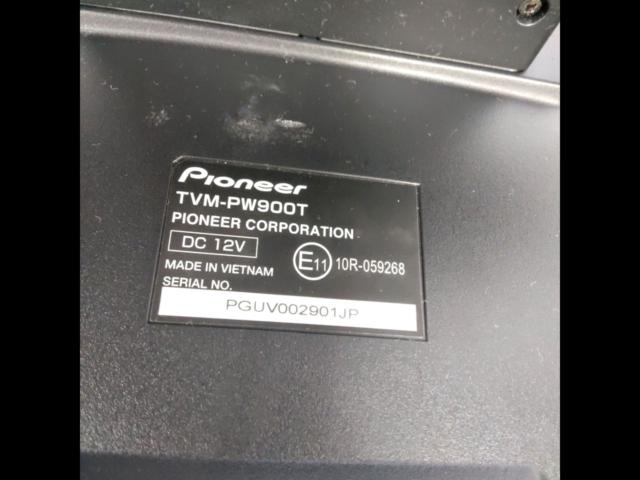 Pioneer
TVM-PW900T
PIONEER CORPORATION
DC 12V
E11 10R-059268
MADE IN VIETNAM
SERIAL NO.
PGUV002901JP